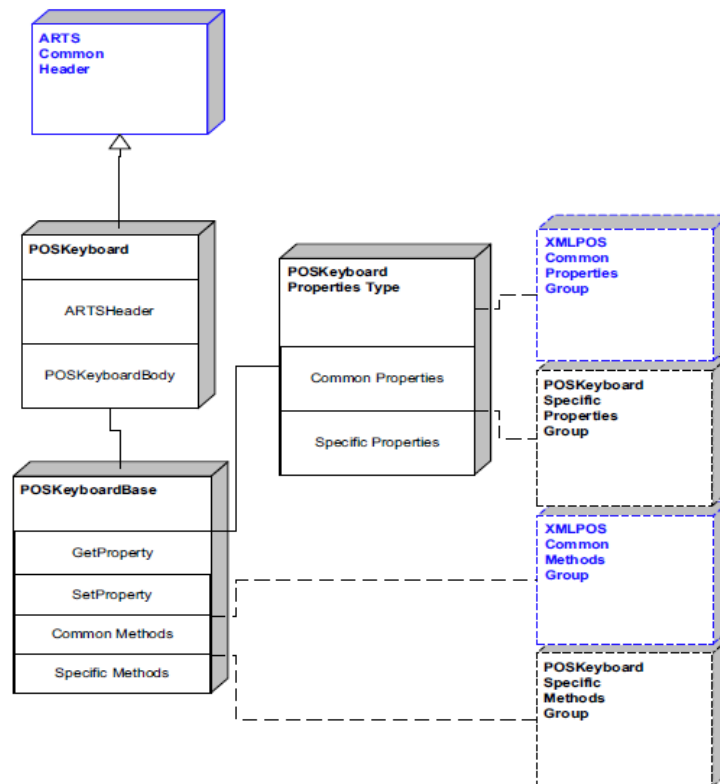 ARTS
Common
Header
POSKeyboard
ARTSHeader
POSKeyboardBody
POSKeyboard
Properties Type
Common Properties
Specific Properties
XMLPOS
Common
Properties
Group
POSKeyboard
Specific
Properties
Group
POSKeyboardBase
GetProperty
SetProperty
Common Methods
Specific Methods
XMLPOS
Common
Methods
Group
POSKeyboard
Specific
Methods
Group